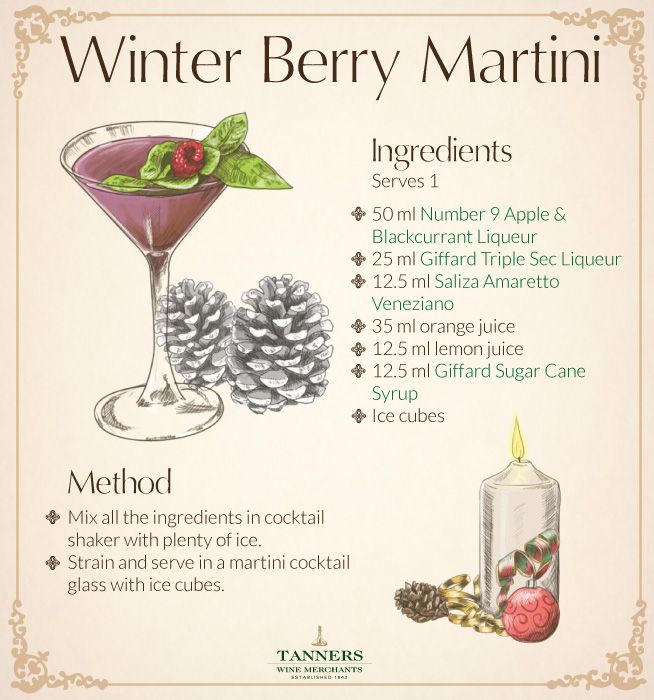 Winter Berry Martini
Ingredients
Serves 1
50 ml Number 9 Apple &
Blackcurrant Liqueur
25 ml Giffard Triple Sec Liqueur
12.5 ml Saliza Amaretto
Veneziano
35 ml orange juice
12.5 ml lemon juice
12.5 ml Giffard Sugar Cane
Syrup
Ice cubes
Method
Mix all the ingredients in cocktail
shaker with plenty of ice.
Strain and serve in a martini cocktail
glass with ice cubes.
TANNERS
WINE MERCHANTS
ESTABLISHED 1842